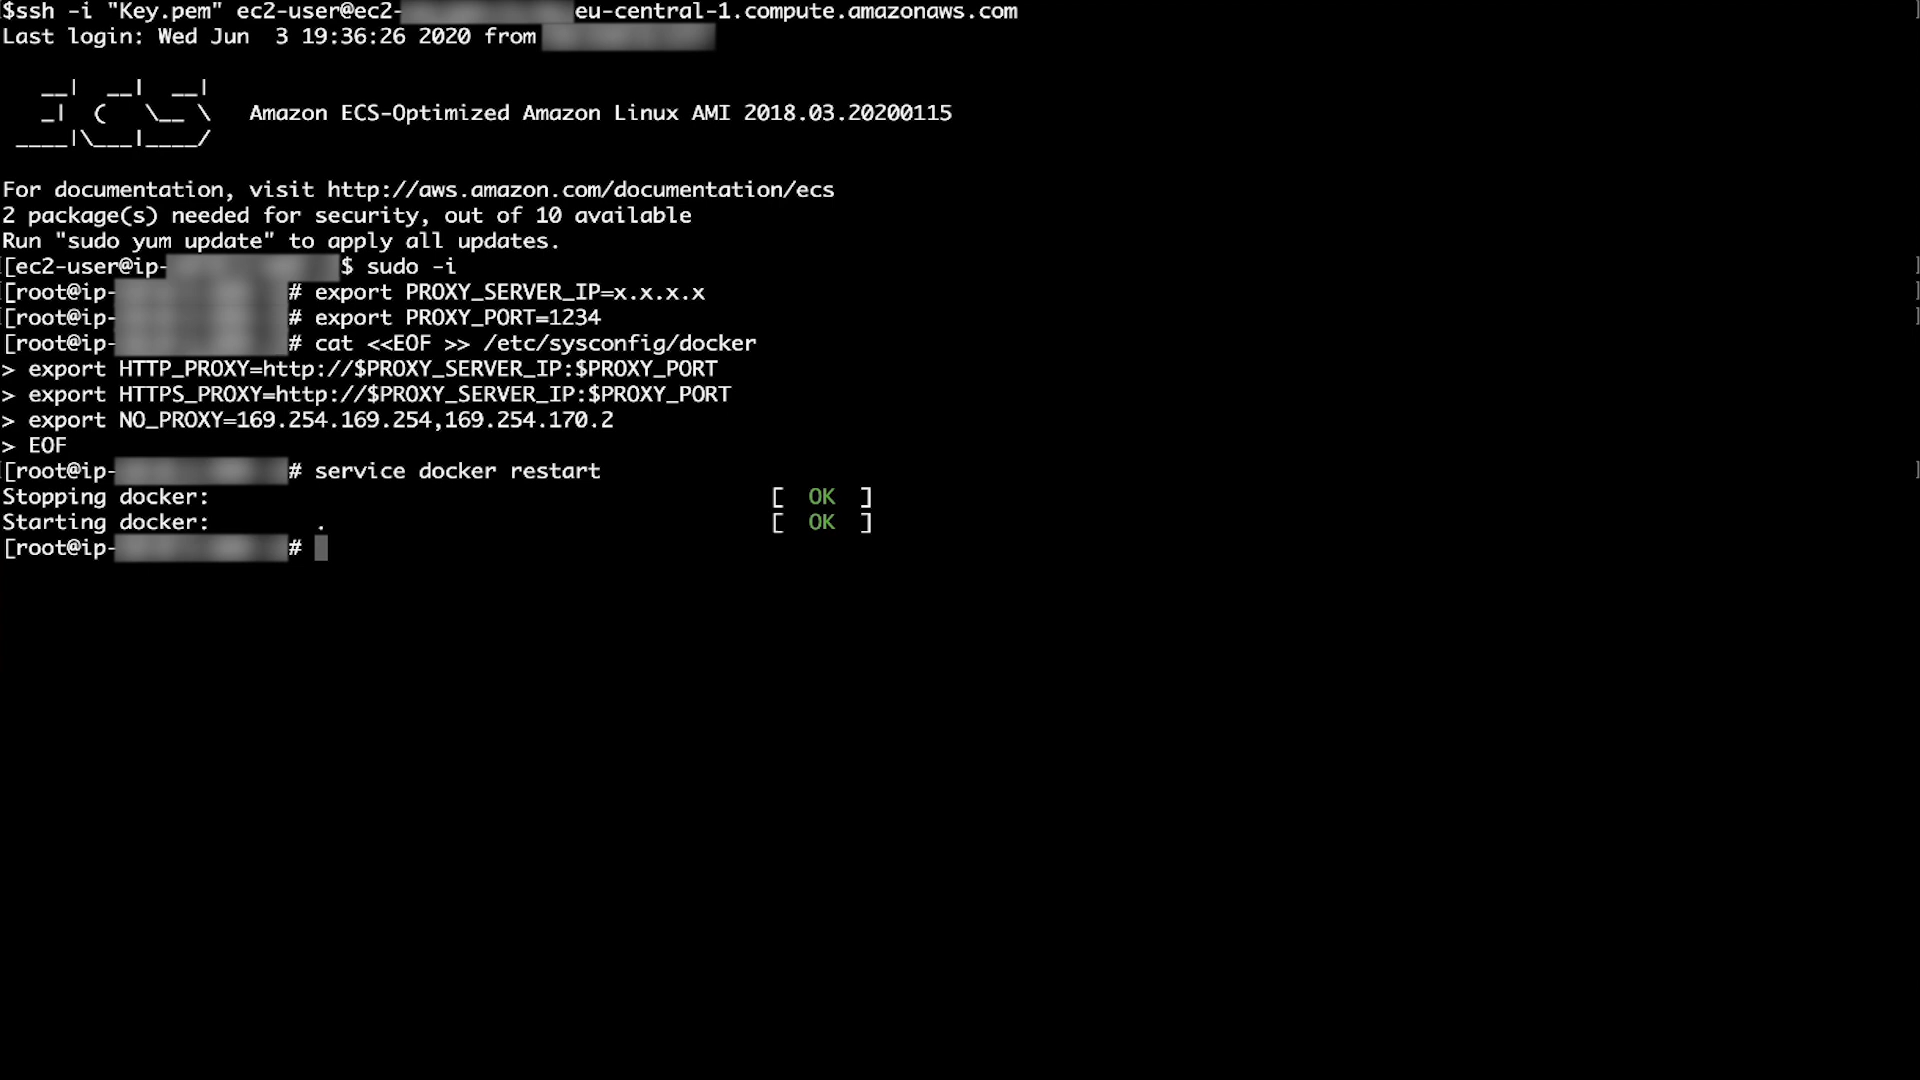 $ssh -i "Key.pem" ec2-user@ec2- eu-central-1.compute.amazonaws.com
Last login: Wed Jun  3 19:36:26 2020 from
   __|  __|  __|
   _|  (   \__ \   Amazon ECS-Optimized Amazon Linux AMI 2018.03.20200115
 ____|\___|____/
For documentation, visit http://aws.amazon.com/documentation/ecs
2 package(s) needed for security, out of 10 available
Run "sudo yum update" to apply all updates.
[ec2-user@ip- $ sudo -i ]
[root@ip- # export PROXY_SERVER_IP=x.x.x.x ]
[root@ip- # export PROXY_PORT=1234 ]
[root@ip- # cat <<EOF >> /etc/sysconfig/docker
> export HTTP_PROXY=http://$PROXY_SERVER_IP:$PROXY_PORT
> export HTTPS_PROXY=http://$PROXY_SERVER_IP:$PROXY_PORT
> export NO_PROXY=169.254.169.254,169.254.170.2
> EOF
[root@ip- # service docker restart ]
Stopping docker: [  OK  ]
Starting docker: . [  OK  ]
[root@ip- #